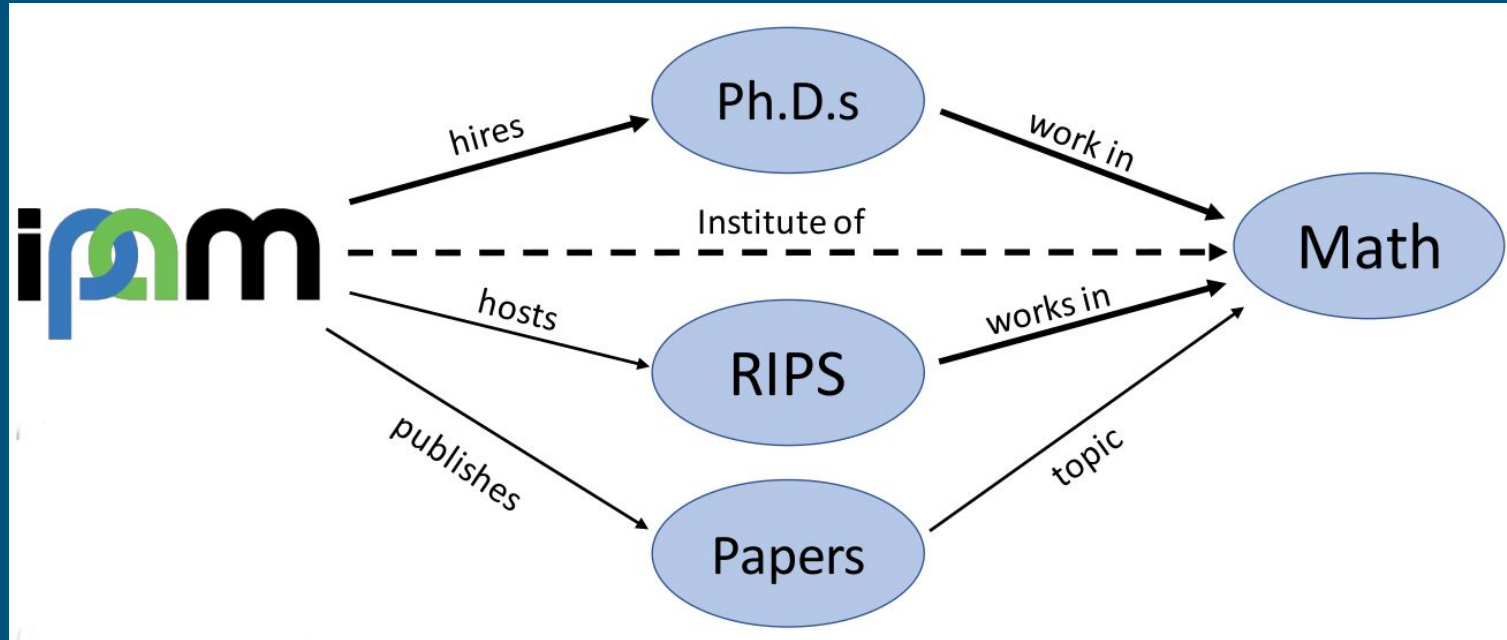 Ph.D.s
hires
work in
Institute of
ipam
Math
hosts
works in
RIPS
publishes
topic
Papers